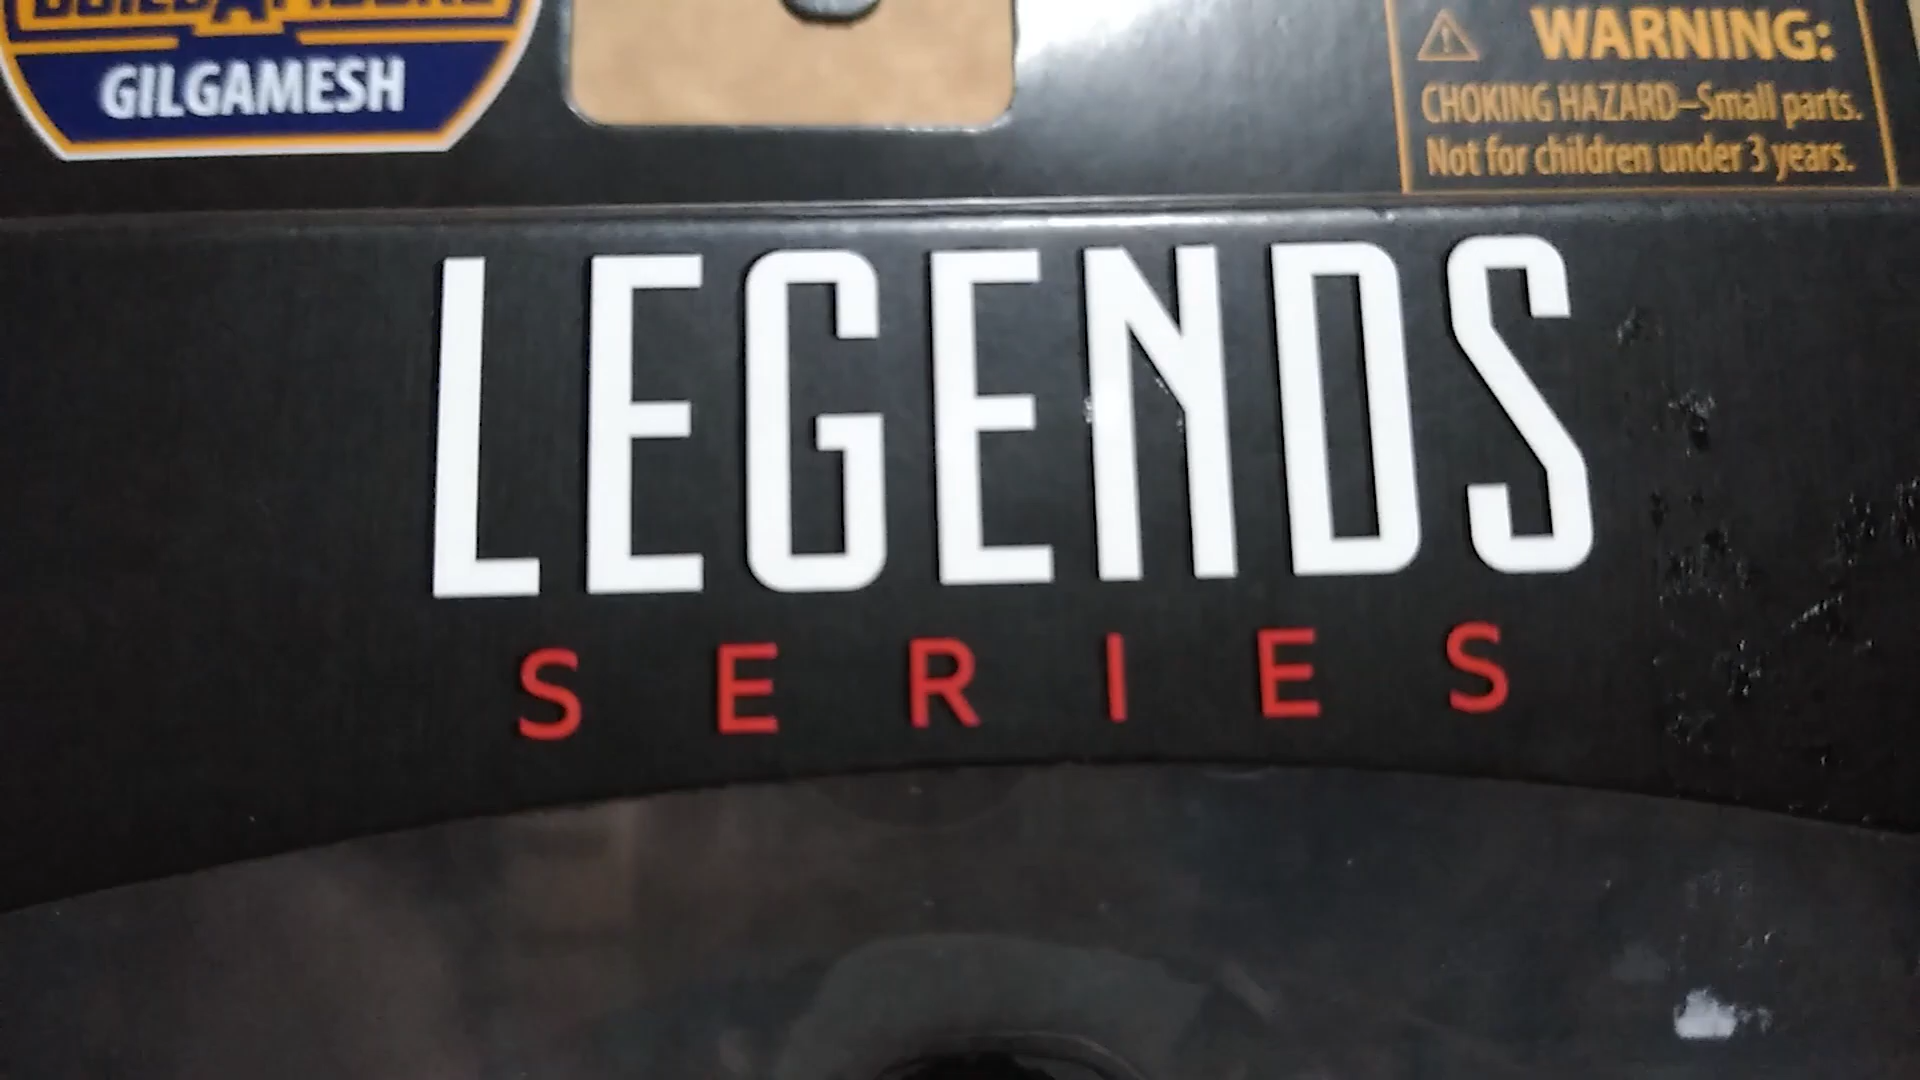 GILGAMESH
WARNING:
CHOKING HAZARD–Small parts.
Not for children under 3 years.
LEGENDS
SERIES